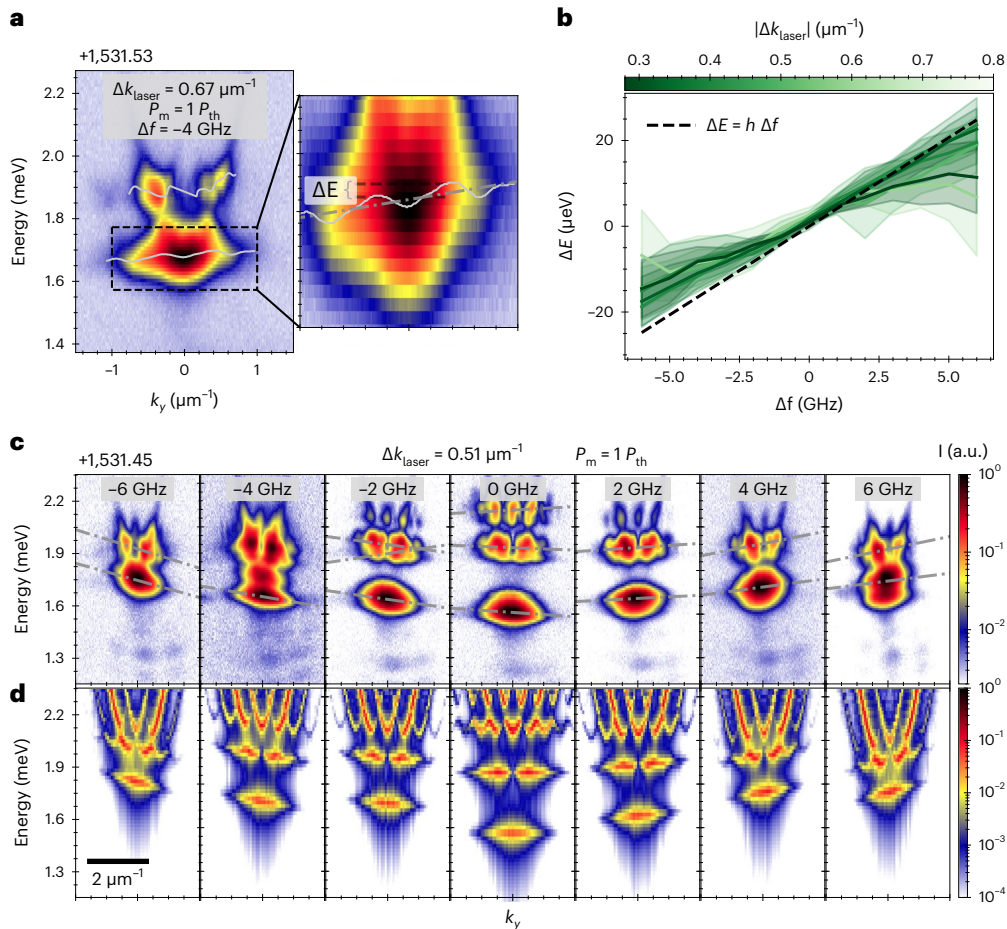 a
+1,531.53
Δk_laser = 0.67 μm⁻¹
P_m = 1 P_th
Δf = −4 GHz
ΔE {
2.2
2.0
1.8
1.6
1.4
Energy (meV)
−1 0 1
k_y (μm⁻¹)
b
|Δk_laser| (μm⁻¹)
0.3 0.4 0.5 0.6 0.7 0.8
ΔE = h Δf
20
0
−20
ΔE (μeV)
−5.0 −2.5 0 2.5 5.0
Δf (GHz)
c
+1,531.45
Δk_laser = 0.51 μm⁻¹ P_m = 1 P_th
I (a.u.)
−6 GHz −4 GHz −2 GHz 0 GHz 2 GHz 4 GHz 6 GHz
2.2
1.9
1.6
1.3
Energy (meV)
10⁰
10⁻¹
10⁻²
10⁰
d
2.2
1.9
1.6
1.3
Energy (meV)
2 μm⁻¹
10⁰
10⁻¹
10⁻²
10⁻³
10⁻⁴
k_y